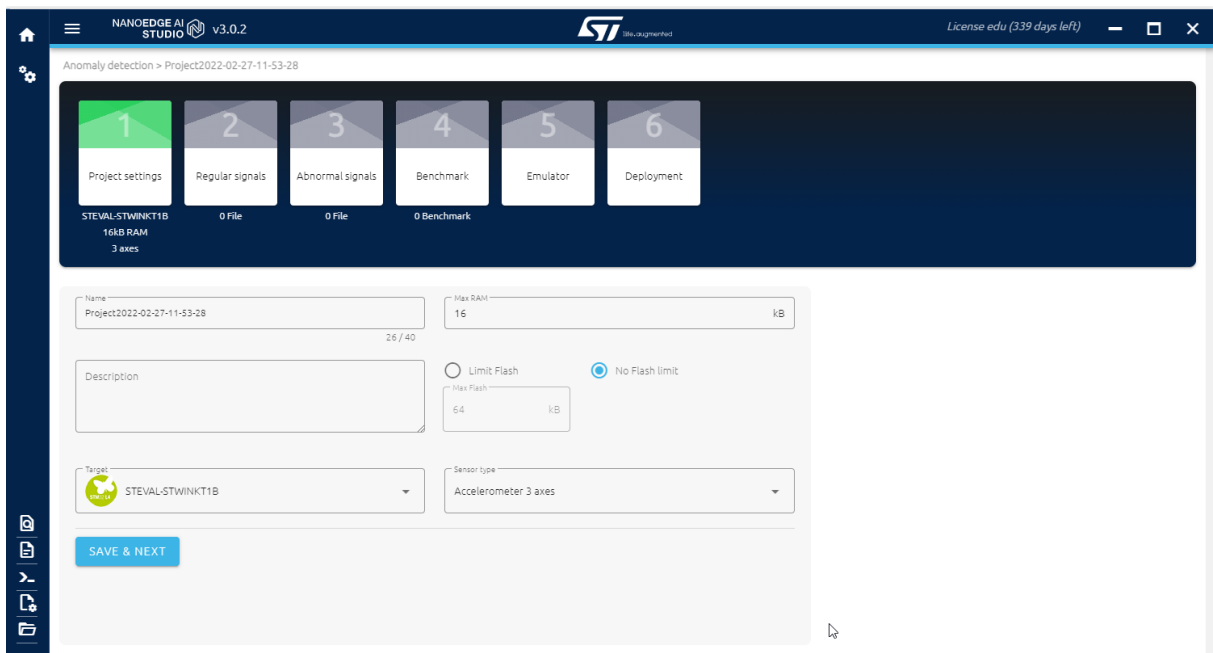 NANOEDGE AI
STUDIO v3.0.2
life.augmented
License edu (339 days left)
Anomaly detection > Project2022-02-27-11-53-28
1 2 3 4 5 6
Project settings Regular signals Abnormal signals Benchmark Emulator Deployment
STEVAL-STWINKT1B 0 File 0 File 0 Benchmark
16kB RAM
3 axes
Name Max RAM
Project2022-02-27-11-53-28 16 kB
26 / 40
Description Limit Flash No Flash limit
Max Flash
64 kB
Target Sensor type
STEVAL-STWINKT1B Accelerometer 3 axes
SAVE & NEXT